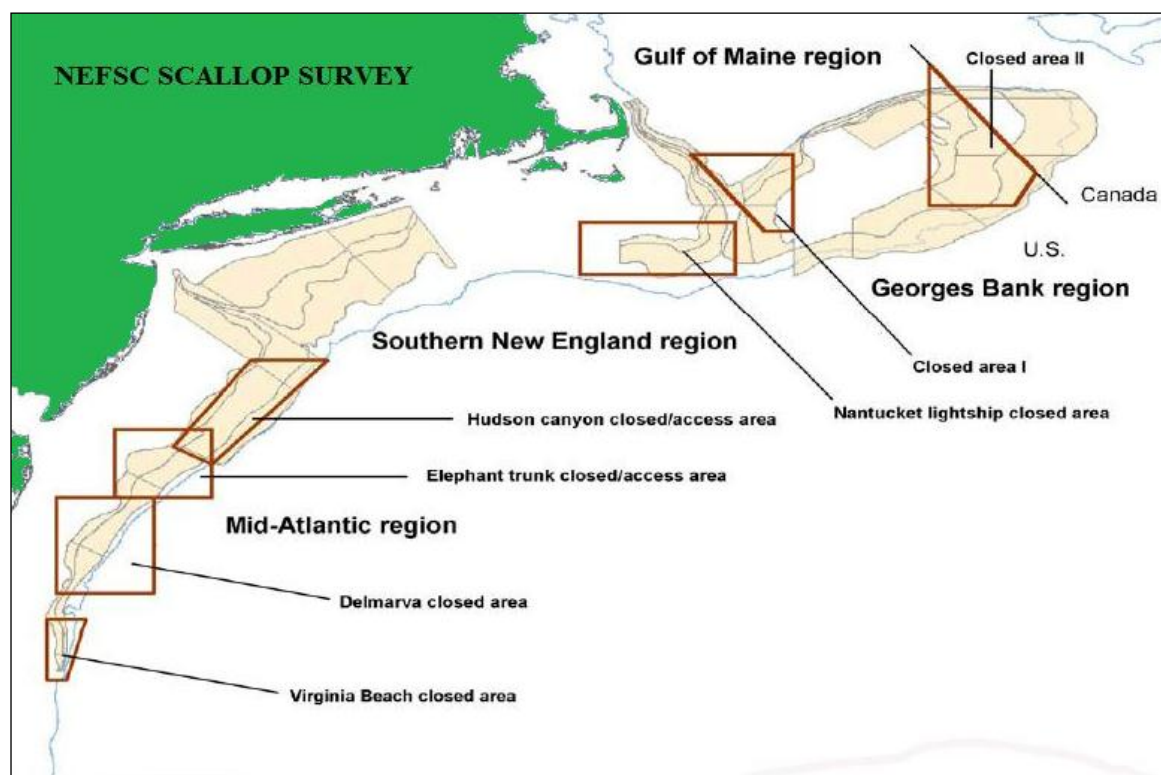 NEFSC SCALLOP SURVEY
Gulf of Maine region
Closed area II
Canada
U.S.
Georges Bank region
Southern New England region
Closed area I
Nantucket lightship closed area
Hudson canyon closed/access area
Elephant trunk closed/access area
Mid-Atlantic region
Delmarva closed area
Virginia Beach closed area